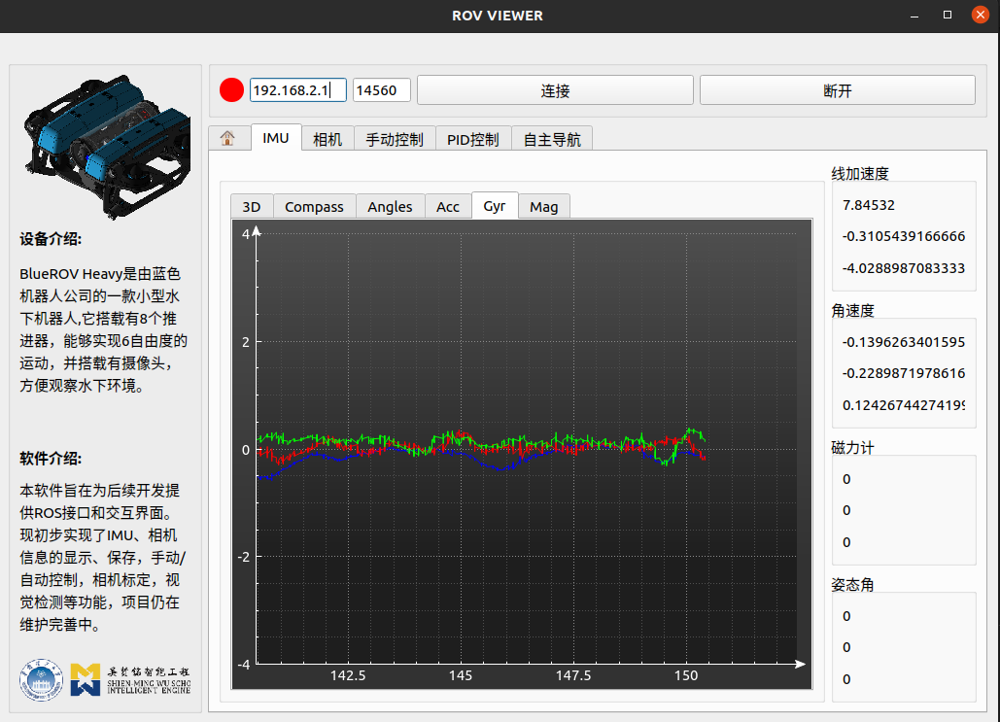 ROV VIEWER
设备介绍:
BlueROV Heavy是由蓝色
机器人公司的一款小型水
下机器人,它搭载有8个推
进器，能够实现6自由度的
运动，并搭载有摄像头，
方便观察水下环境。
软件介绍:
本软件旨在为后续开发提
供ROS接口和交互界面。
现初步实现了IMU、相机
信息的显示、保存，手动/
自动控制，相机标定，视
觉检测等功能，项目仍在
维护完善中。
吴贤铭智能工程
SHIEN-MING WU SCHO
INTELLIGENT ENGINE
192.168.2.1 14560 连接 断开
IMU 相机 手动控制 PID控制 自主导航
3D Compass Angles Acc Gyr Mag
4
2
0
-2
-4
142.5 145 147.5 150
线加速度
7.84532
-0.3105439166666
-4.0288987083333
角速度
-0.1396263401595
-0.2289871978616
0.12426744274199
磁力计
0
0
0
姿态角
0
0
0